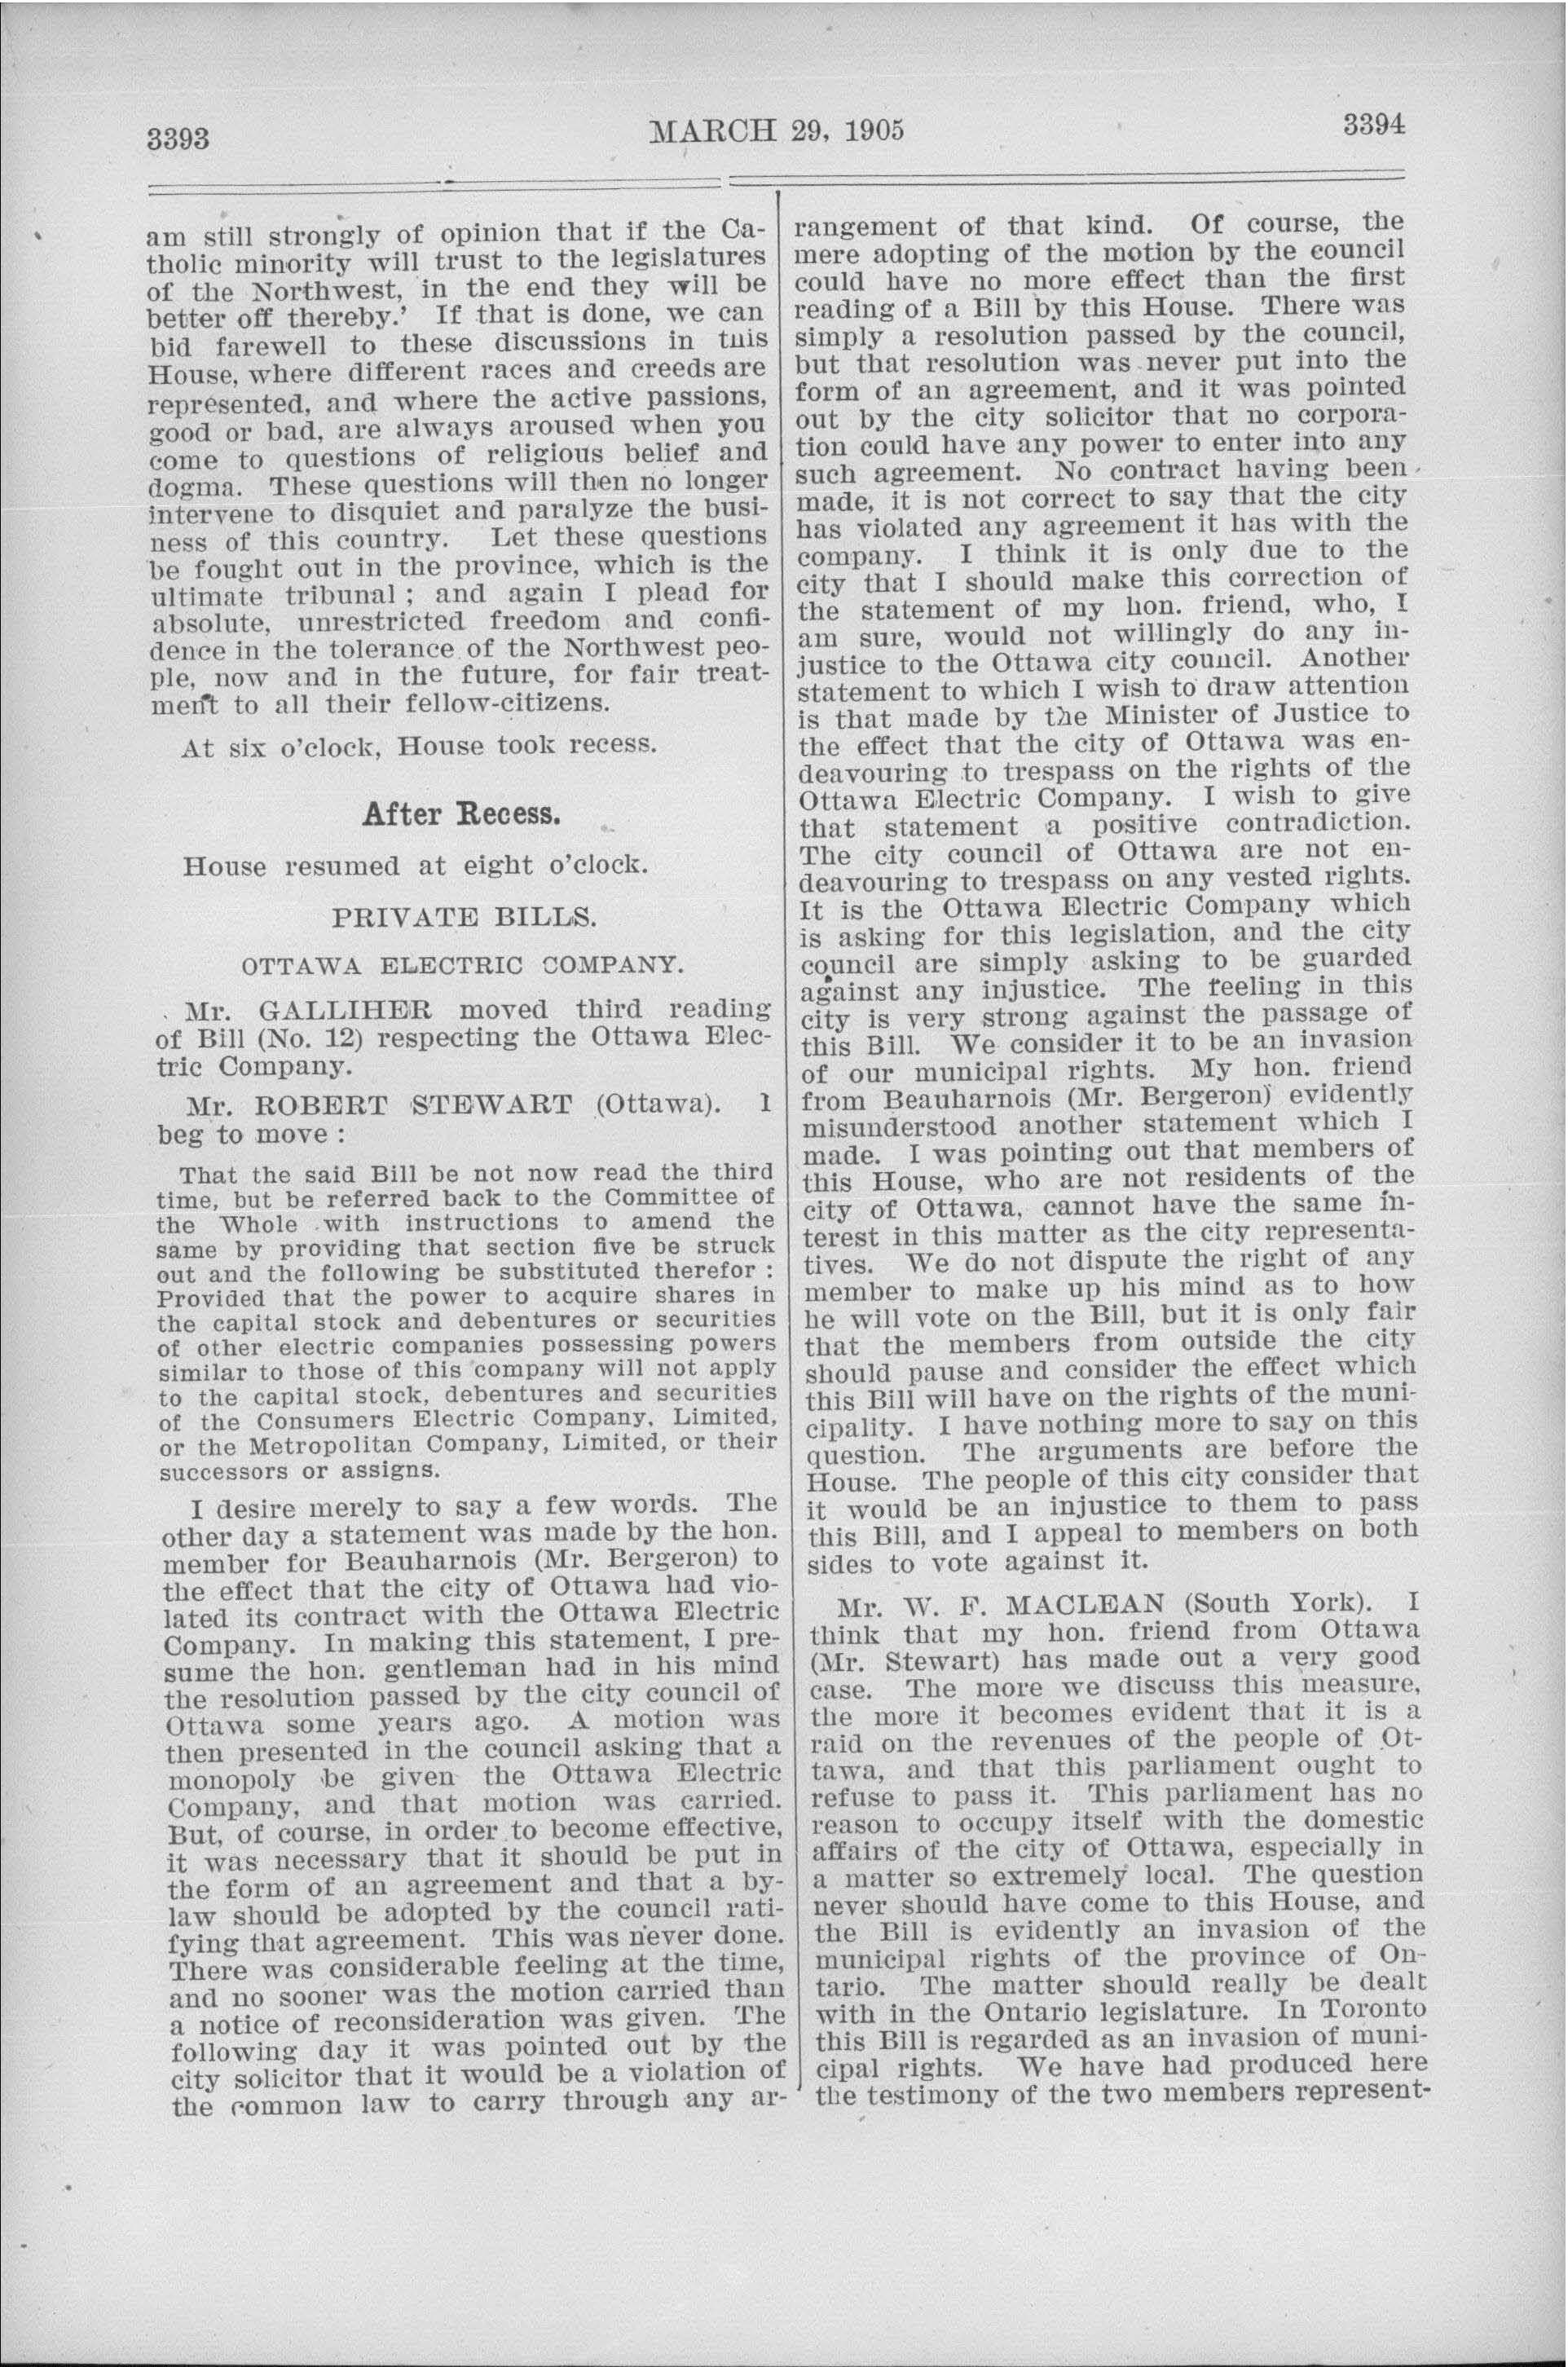 3393
MARCH 29, 1905
3394
am still strongly of opinion that if the Ca-
tholic minority will trust to the legislatures
of the Northwest, in the end they will be
better off thereby.' If that is done, we can
bid farewell to these discussions in tnis
House, where different races and creeds are
represented, and where the active passions,
good or bad, are always aroused when you
come to questions of religious belief and
dogma. These questions will then no longer
intervene to disquiet and paralyze the busi-
ness of this country. Let these questions
be fought out in the province, which is the
ultimate tribunal ; and again I plead for
absolute, unrestricted freedom and confi-
dence in the tolerance of the Northwest peo-
ple, now and in the future, for fair treat-
ment to all their fellow-citizens.
At six o'clock, House took recess.
After Recess.
House resumed at eight o'clock.
PRIVATE BILLS.
OTTAWA ELECTRIC COMPANY.
Mr. GALLIHER moved third reading
of Bill (No. 12) respecting the Ottawa Elec-
tric Company.
Mr. ROBERT STEWART (Ottawa). I
beg to move :
That the said Bill be not now read the third
time, but be referred back to the Committee of
the Whole with instructions to amend the
same by providing that section five be struck
out and the following be substituted therefor :
Provided that the power to acquire shares in
the capital stock and debentures or securities
of other electric companies possessing powers
similar to those of this company will not apply
to the capital stock, debentures and securities
of the Consumers Electric Company, Limited,
or the Metropolitan Company, Limited, or their
successors or assigns.
I desire merely to say a few words. The
other day a statement was made by the hon.
member for Beauharnois (Mr. Bergeron) to
the effect that the city of Ottawa had vio-
lated its contract with the Ottawa Electric
Company. In making this statement, I pre-
sume the hon. gentleman had in his mind
the resolution passed by the city council of
Ottawa some years ago. A motion was
then presented in the council asking that a
monopoly be given the Ottawa Electric
Company, and that motion was carried.
But, of course, in order to become effective,
it was necessary that it should be put in
the form of an agreement and that a by-
law should be adopted by the council rati-
fying that agreement. This was never done.
There was considerable feeling at the time,
and no sooner was the motion carried than
a notice of reconsideration was given. The
following day it was pointed out by the
city solicitor that it would be a violation of
the common law to carry through any ar-
rangement of that kind. Of course, the
mere adopting of the motion by the council
could have no more effect than the first
reading of a Bill by this House. There was
simply a resolution passed by the council,
but that resolution was never put into the
form of an agreement, and it was pointed
out by the city solicitor that no corpora-
tion could have any power to enter into any
such agreement. No contract having been
made, it is not correct to say that the city
has violated any agreement it has with the
company. I think it is only due to the
city that I should make this correction of
the statement of my hon. friend, who, I
am sure, would not willingly do any in-
justice to the Ottawa city council. Another
statement to which I wish to draw attention
is that made by the Minister of Justice to
the effect that the city of Ottawa was en-
deavouring to trespass on the rights of the
Ottawa Electric Company. I wish to give
that statement a positive contradiction.
The city council of Ottawa are not en-
deavouring to trespass on any vested rights.
It is the Ottawa Electric Company which
is asking for this legislation, and the city
council are simply asking to be guarded
against any injustice. The feeling in this
city is very strong against the passage of
this Bill. We consider it to be an invasion
of our municipal rights. My hon. friend
from Beauharnois (Mr. Bergeron) evidently
misunderstood another statement which I
made. I was pointing out that members of
this House, who are not residents of the
city of Ottawa, cannot have the same in-
terest in this matter as the city representa-
tives. We do not dispute the right of any
member to make up his mind as to how
he will vote on the Bill, but it is only fair
that the members from outside the city
should pause and consider the effect which
this Bill will have on the rights of the muni-
cipality. I have nothing more to say on this
question. The arguments are before the
House. The people of this city consider that
it would be an injustice to them to pass
this Bill, and I appeal to members on both
sides to vote against it.
Mr. W. F. MACLEAN (South York). I
think that my hon. friend from Ottawa
(Mr. Stewart) has made out a very good
case. The more we discuss this measure,
the more it becomes evident that it is a
raid on the revenues of the people of Ot-
tawa, and that this parliament ought to
refuse to pass it. This parliament has no
reason to occupy itself with the domestic
affairs of the city of Ottawa, especially in
a matter so extremely local. The question
never should have come to this House, and
the Bill is evidently an invasion of the
municipal rights of the province of On-
tario. The matter should really be dealt
with in the Ontario legislature. In Toronto
this Bill is regarded as an invasion of muni-
cipal rights. We have had produced here
the testimony of the two members represent-